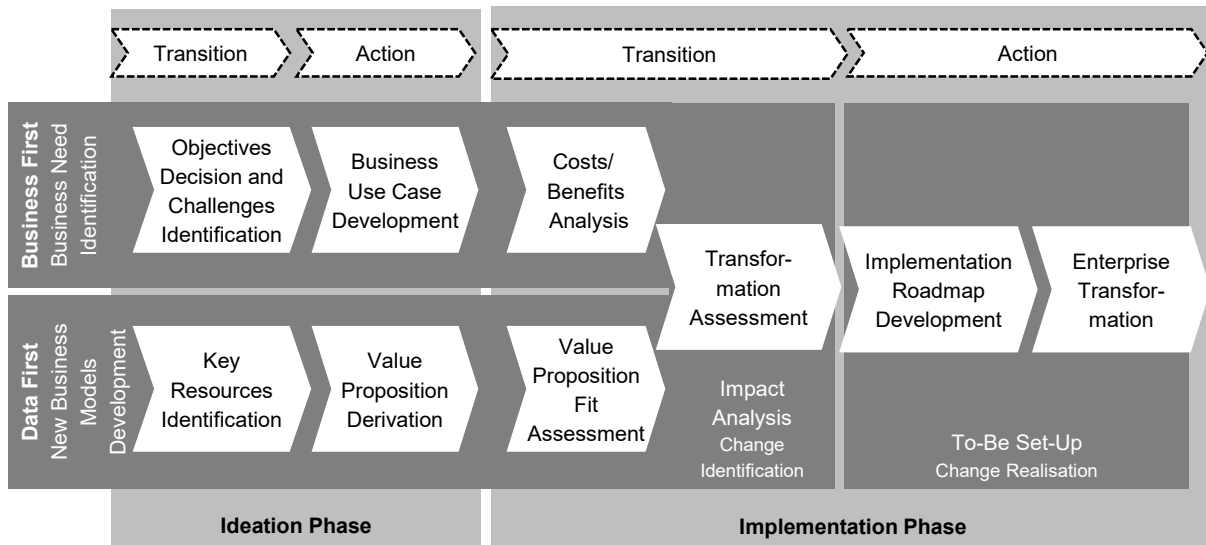 Transition
Action
Transition
Action
Business First
Business Need
Identification
Objectives
Decision and
Challenges
Identification
Business
Use Case
Development
Costs/
Benefits
Analysis
Transfor-
mation
Assessment
Implementation
Roadmap
Development
Enterprise
Transfor-
mation
Data First
New Business
Models
Development
Key
Resources
Identification
Value
Proposition
Derivation
Value
Proposition
Fit
Assessment
Impact
Analysis
Change
Identification
To-Be Set-Up
Change Realisation
Ideation Phase
Implementation Phase